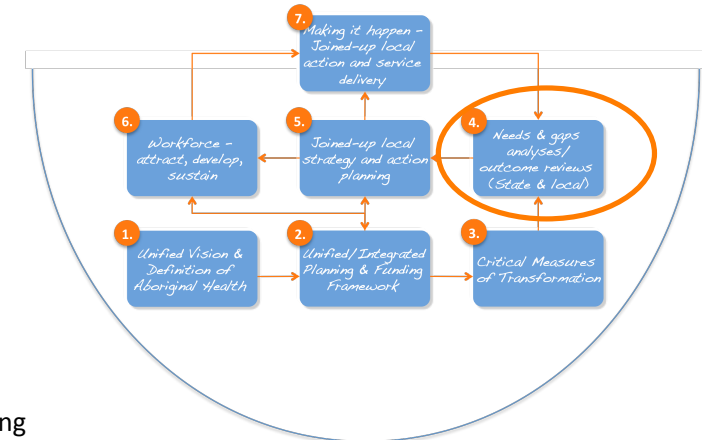 7.
Making it happen –
Joined-up local
action and service
delivery
6.
Workforce –
attract, develop,
sustain
5.
Joined-up local
strategy and action
planning
4.
Needs & gaps
analyses/
outcome reviews
(State & local)
1.
Unified Vision &
Definition of
Aboriginal Health
2.
Unified/Integrated
Planning & Funding
Framework
3.
Critical Measures
of Transformation
ng